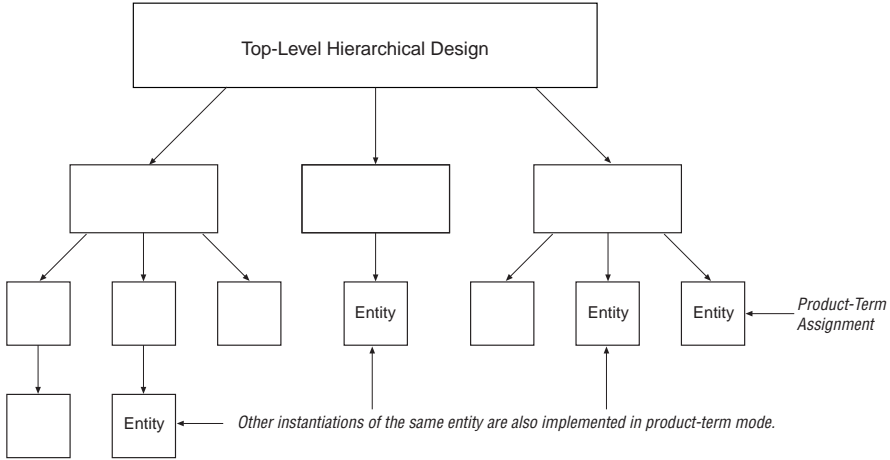 Top-Level Hierarchical Design
Entity
Entity
Entity
Product-Term
Assignment
Entity
Other instantiations of the same entity are also implemented in product-term mode.